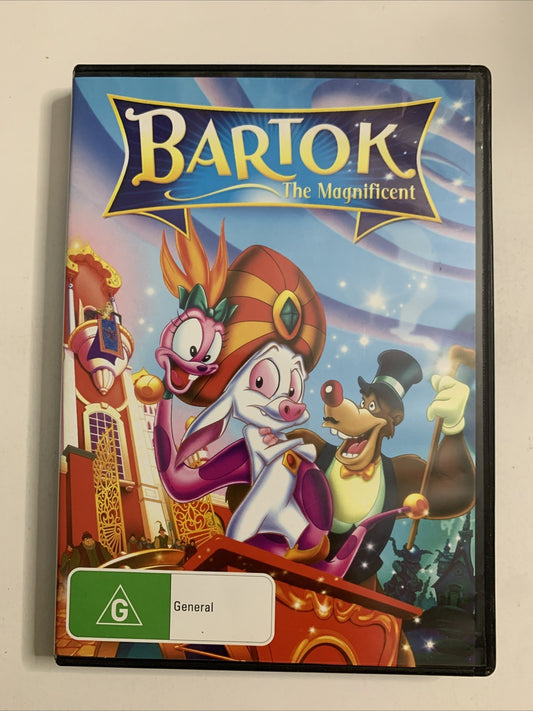 BARTOK
The Magnificent
G
General